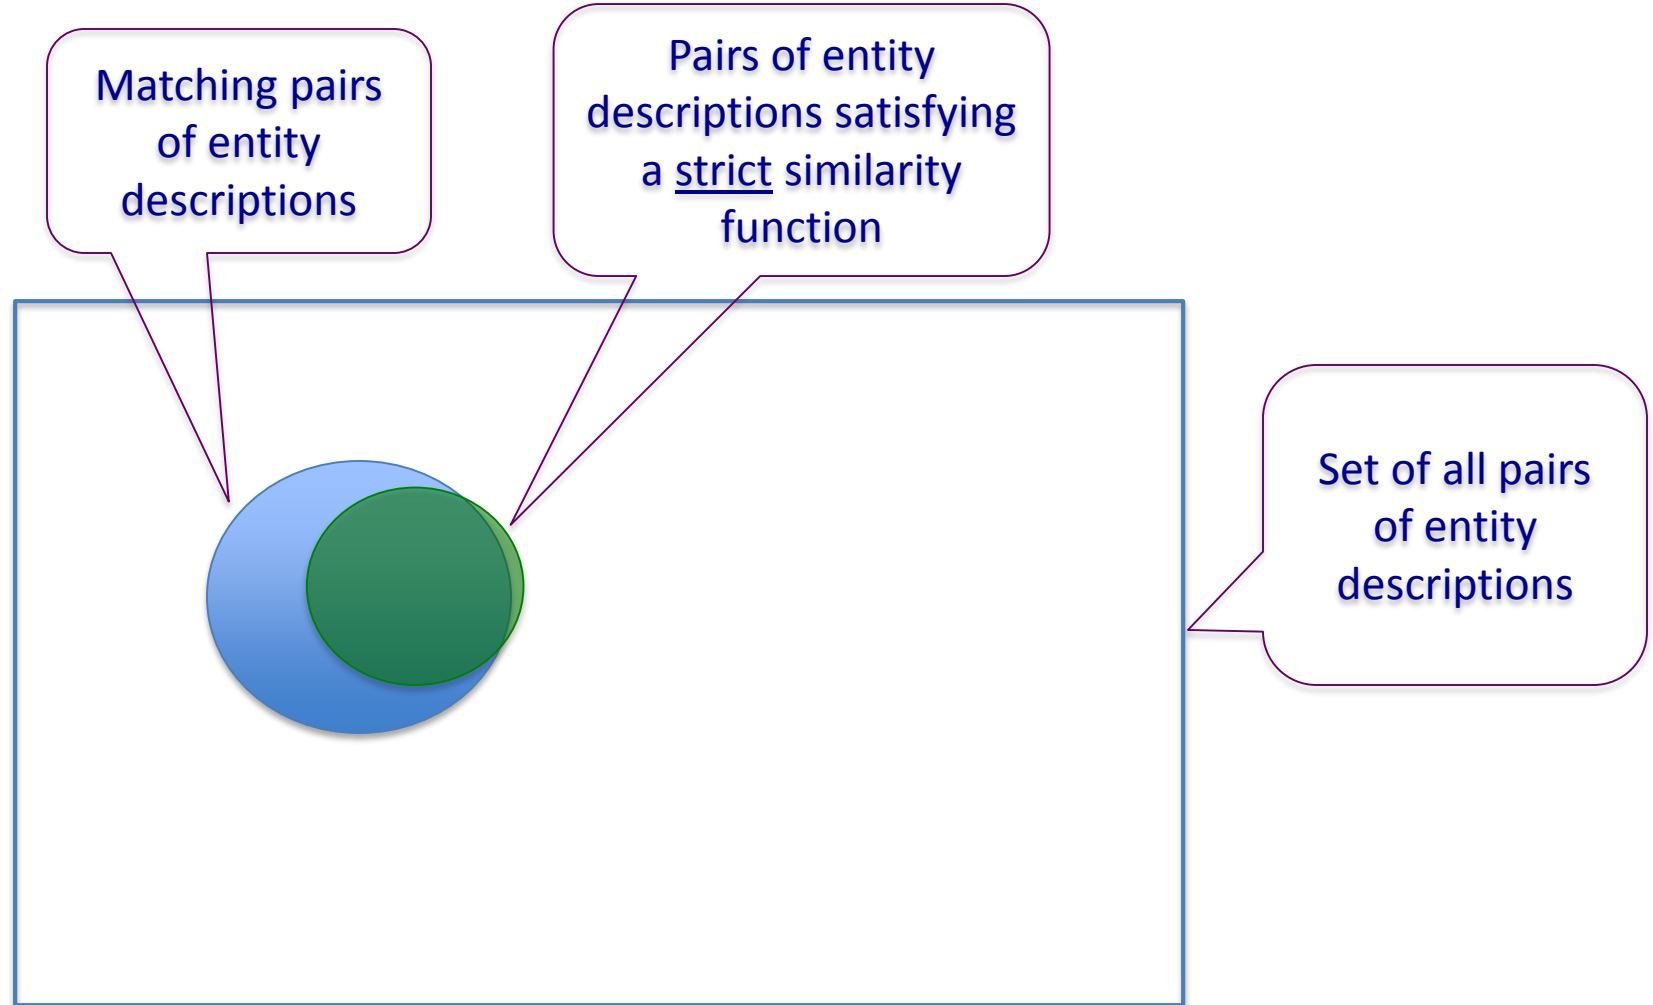 Matching pairs
of entity
descriptions
Pairs of entity
descriptions satisfying
a strict similarity
function
Set of all pairs
of entity
descriptions